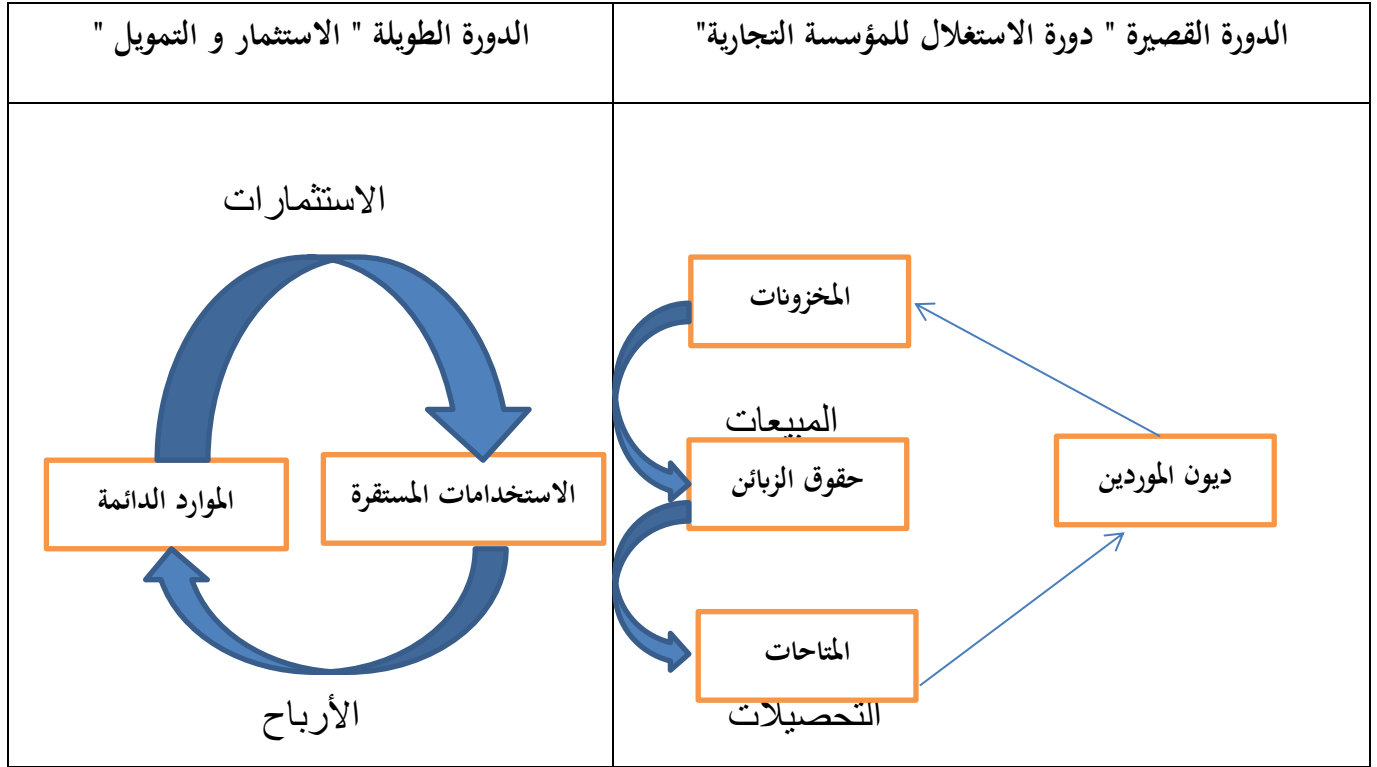 الدورة القصيرة " دورة الاستغلال للمؤسسة التجارية"
الدورة الطويلة " الاستثمار و التمويل "
المخزونات
المبيعات
حقوق الزبائن
ديون الموردين
المتاحات
التحصيلات
الاستثمارات
الاستخدامات المستقرة
الموارد الدائمة
الأرباح